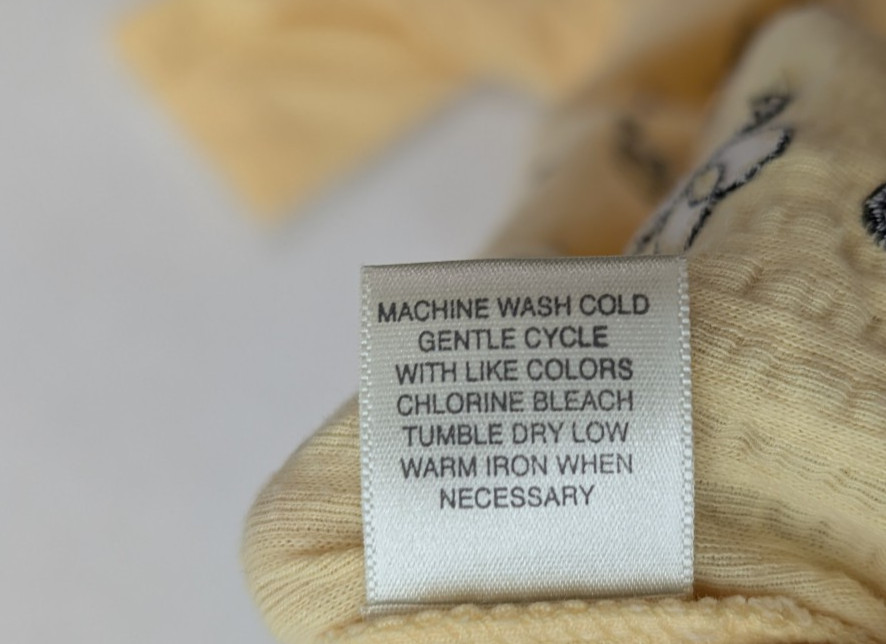 MACHINE WASH COLD
GENTLE CYCLE
WITH LIKE COLORS
CHLORINE BLEACH
TUMBLE DRY LOW
WARM IRON WHEN
NECESSARY